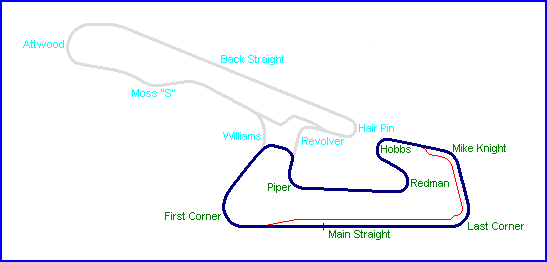 Attwood
Back Straight
Moss "S"
Hair Pin
Williams
Revolver
Hobbs
Mike Knight
Piper
Redman
First Corner
Last Corner
Main Straight